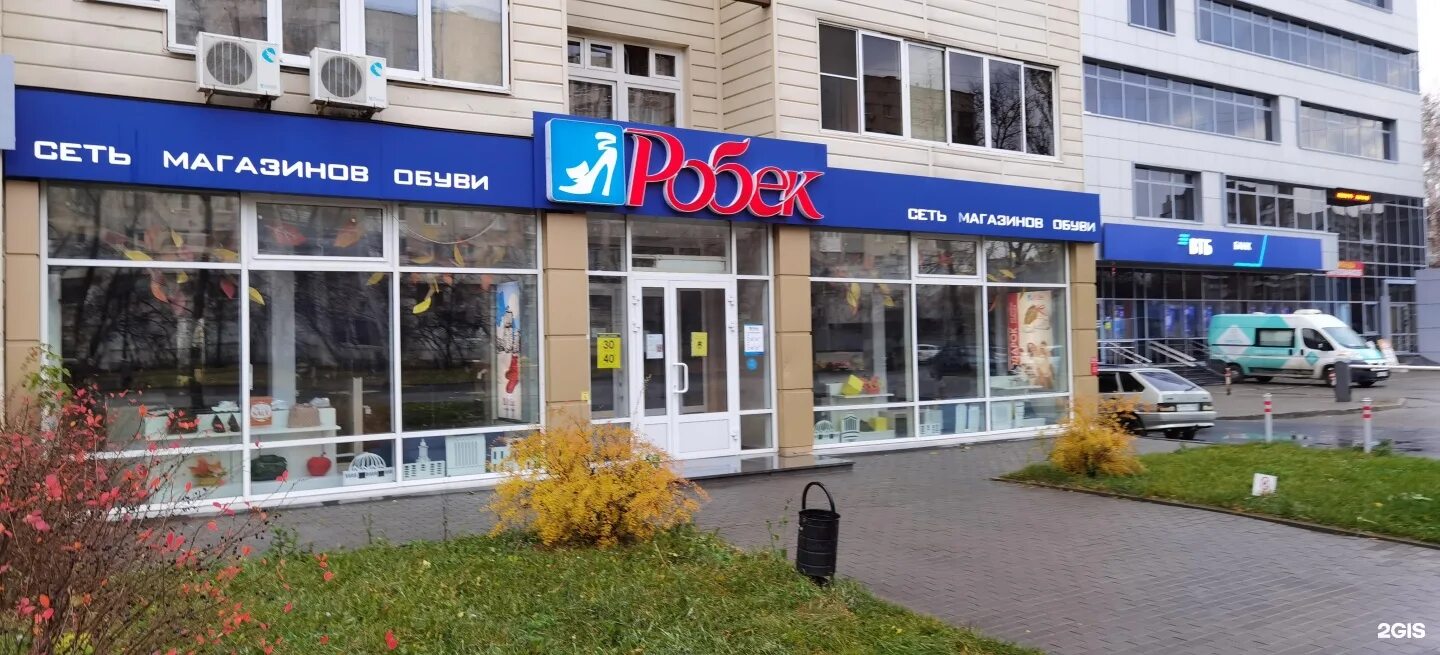 СЕТЬ МАГАЗИНОВ ОБУВИ
Робек
СЕТЬ МАГАЗИНОВ ОБУВИ
ВТБ БАНК
30
40
2GIS